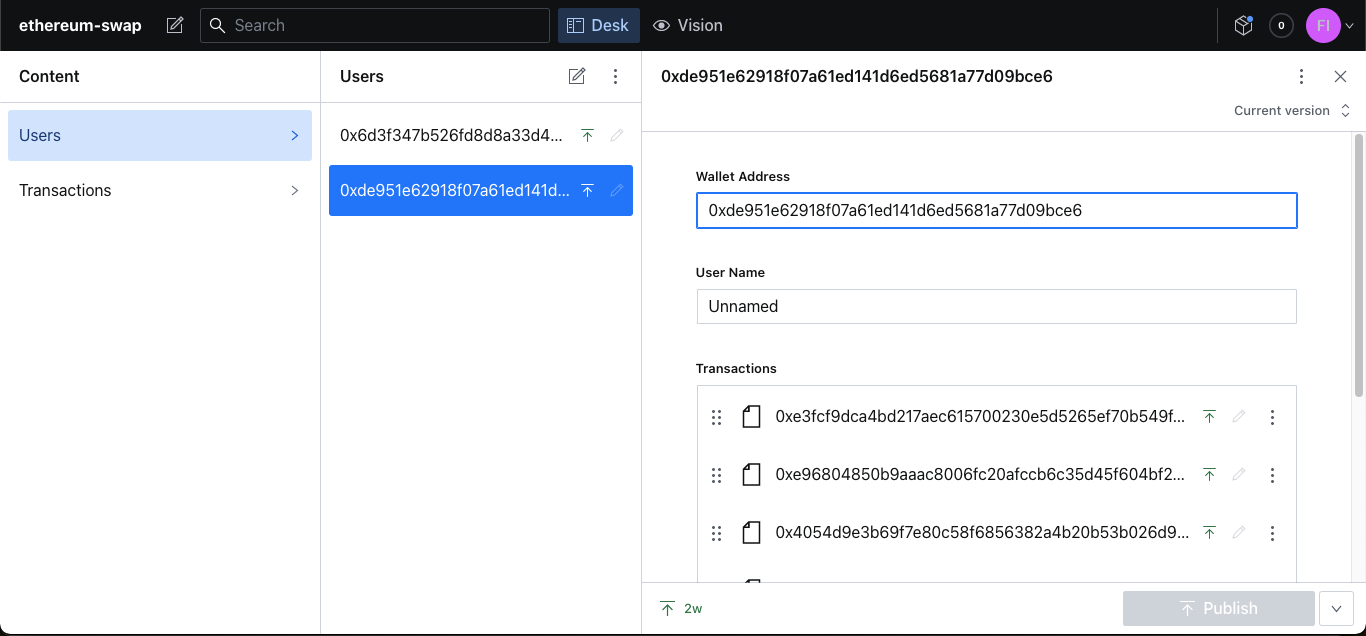 ethereum-swap
Search
Desk
Vision
0
FI
Content
Users
Transactions
Users
0x6d3f347b526fd8d8a33d4...
0xde951e62918f07a61ed141d...
0xde951e62918f07a61ed141d6ed5681a77d09bce6
Current version
Wallet Address
0xde951e62918f07a61ed141d6ed5681a77d09bce6
User Name
Unnamed
Transactions
0xe3fcf9dca4bd217aec615700230e5d5265ef70b549f...
0xe96804850b9aaac8006fc20afccb6c35d45f604bf2...
0x4054d9e3b69f7e80c58f6856382a4b20b53b026d9...
2w
Publish